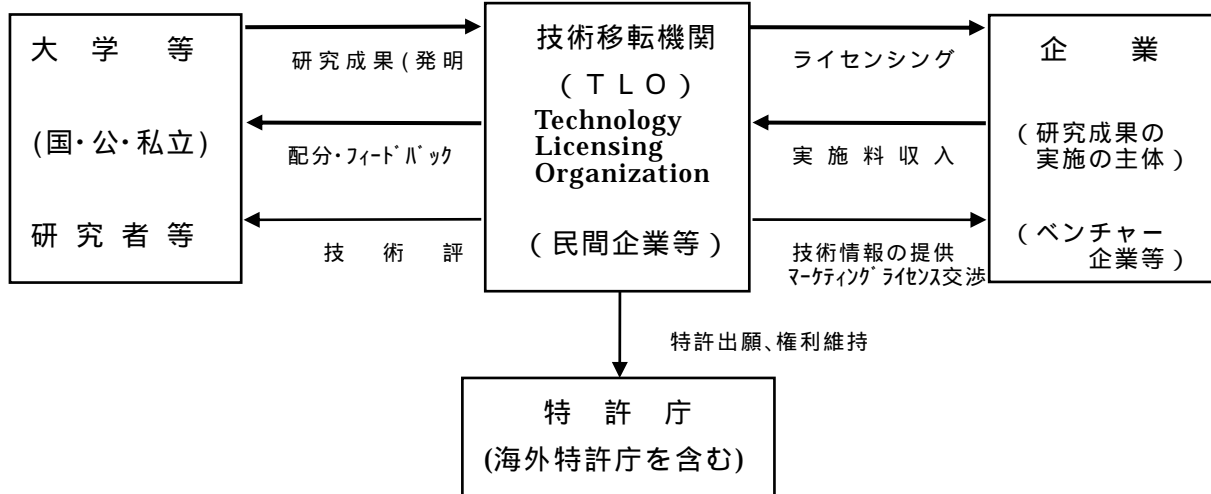 大学等
(国・公・私立)
研究者等
研究成果(発明
配分・フィードバック
技術評
技術移転機関
(TLO)
Technology
Licensing
Organization
(民間企業等)
ライセンシング
実施料収入
技術情報の提供
マーケティング ライセンス交渉
企業
(研究成果の
実施の主体)
(ベンチャー
企業等)
特許出願、権利維持
特許庁
(海外特許庁を含む)